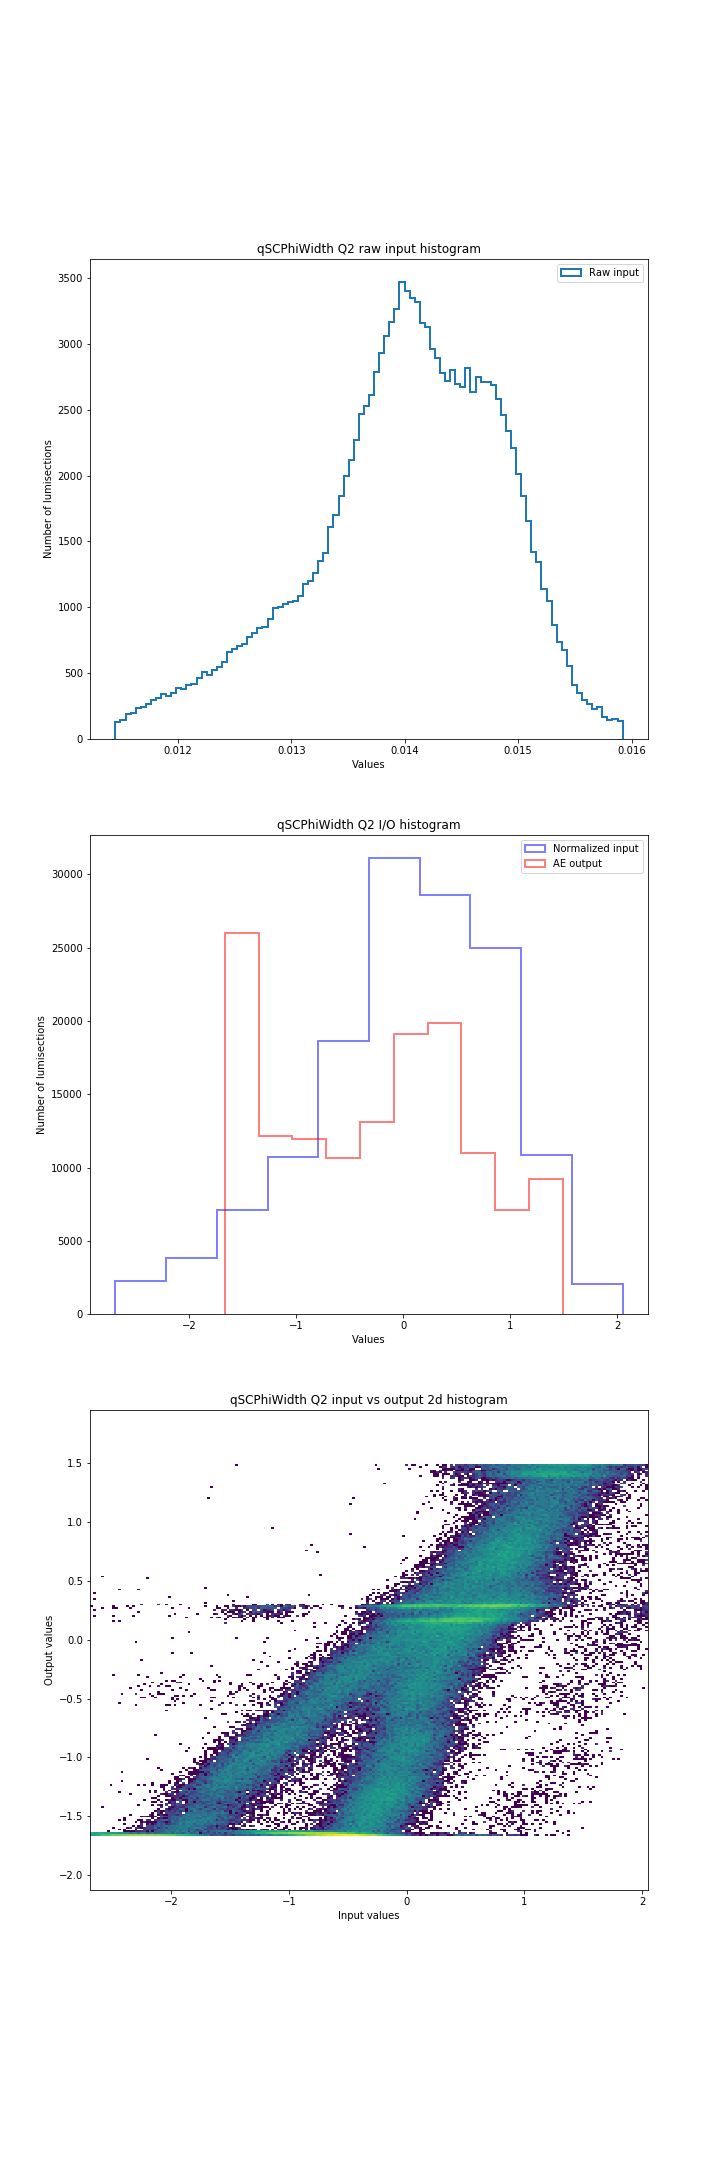 qSCPhiWidth Q2 raw input histogram
Raw input
3500
3000
2500
2000
1500
1000
500
0
Number of lumisections
0.012 0.013 0.014 0.015 0.016
Values
qSCPhiWidth Q2 I/O histogram
Normalized input
AE output
30000
25000
20000
15000
10000
5000
0
Number of lumisections
−2 −1 0 1 2
Values
qSCPhiWidth Q2 input vs output 2d histogram
1.5
1.0
0.5
0.0
−0.5
−1.0
−1.5
−2.0
Output values
−2 −1 0 1 2
Input values